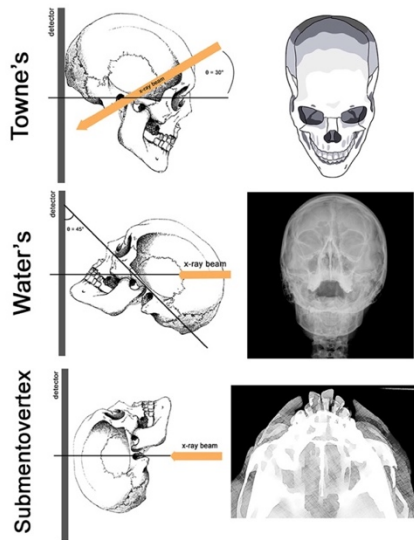 Towne's
detector
x-ray beam
θ = 30°
Water's
detector
θ = 45°
x-ray beam
Submentovertex
detector
x-ray beam